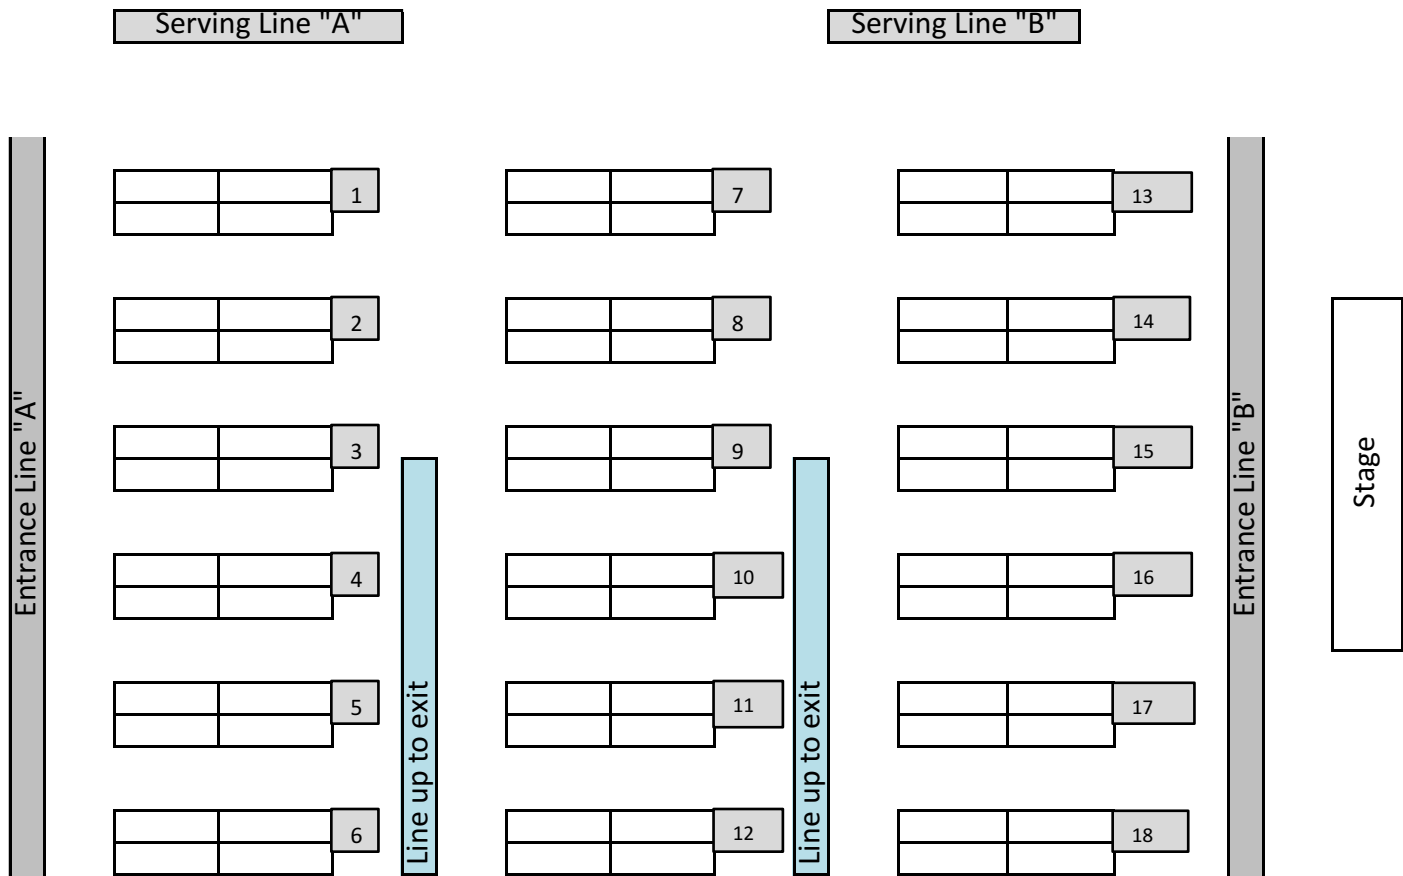 Serving Line "A"
Serving Line "B"
1
7
13
2
8
14
3
9
15
4
10
16
5
11
17
6
12
18
Entrance Line "A"
Line up to exit
Line up to exit
Entrance Line "B"
Stage